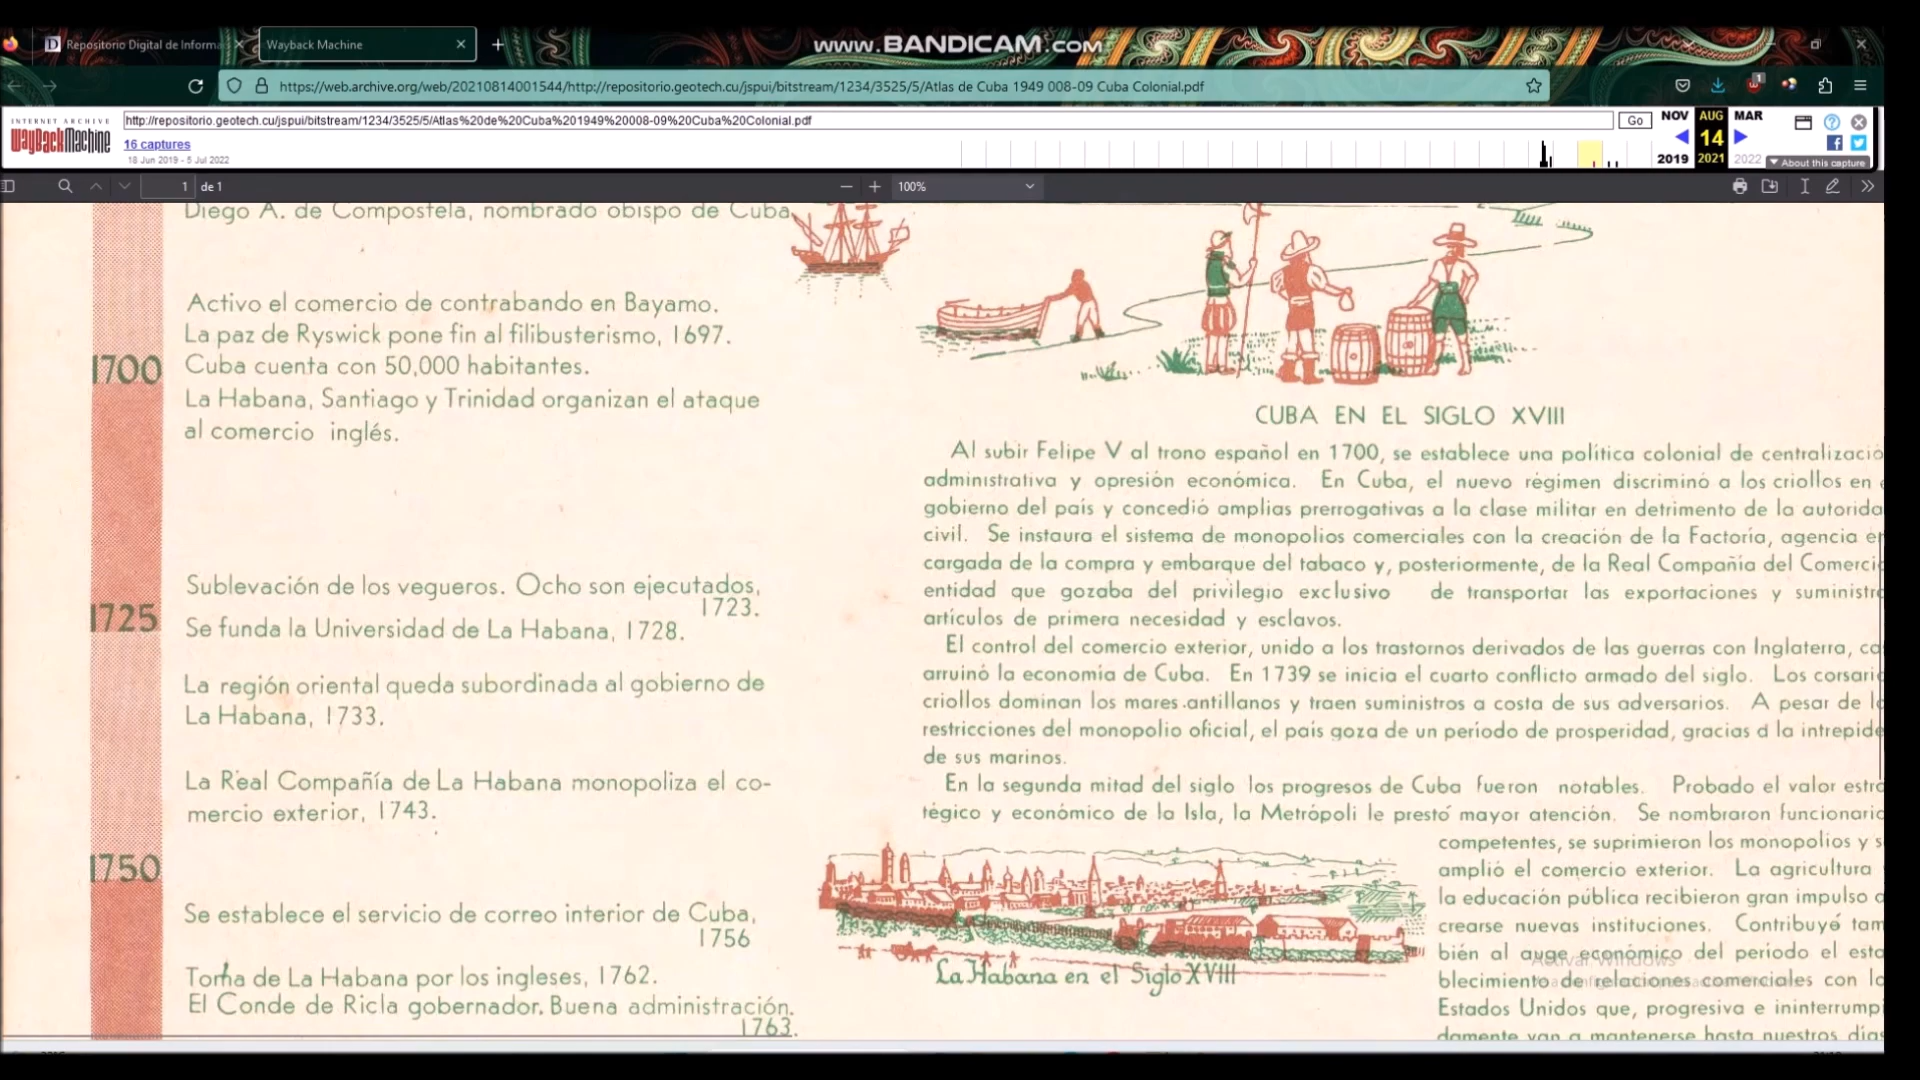 Repositorio Digital de Informa
Wayback Machine
www.BANDICAM.com
https://web.archive.org/web/20210814001544/http://repositorio.geotech.cu/jspui/bitstream/1234/3525/5/Atlas de Cuba 1949 008-09 Cuba Colonial.pdf
1
INTERNET ARCHIVE
WayBackMachine
http://repositorio.geotech.cu/jspui/bitstream/1234/3525/5/Atlas%20de%20Cuba%201949%20008-09%20Cuba%20Colonial.pdf
Go
NOV AUG MAR
16 captures
14
18 Jun 2019 - 5 Jul 2022
2019 2021 2022
About this capture
1 de 1
100%
Diego A. de Compostela, nombrado obispo de Cuba,
Activo el comercio de contrabando en Bayamo.
La paz de Ryswick pone fin al filibusterismo, 1697.
1700
Cuba cuenta con 50,000 habitantes.
La Habana, Santiago y Trinidad organizan el ataque
al comercio inglés.
Sublevación de los vegueros. Ocho son ejecutados,
1723.
1725
Se funda la Universidad de La Habana, 1728.
La región oriental queda subordinada al gobierno de
La Habana, 1733.
La Real Compañía de La Habana monopoliza el co-
mercio exterior, 1743.
1750
Se establece el servicio de correo interior de Cuba,
1756
Toma de La Habana por los ingleses, 1762.
El Conde de Ricla gobernador. Buena administración.
1763.
CUBA EN EL SIGLO XVIII
Al subir Felipe V al trono español en 1700, se establece una política colonial de centralizació
administrativa y opresión económica. En Cuba, el nuevo régimen discriminó a los criollos en e
gobierno del país y concedió amplias prerrogativas a la clase militar en detrimento de la autorida
civil. Se instaura el sistema de monopolios comerciales con la creación de la Factoría, agencia en
cargada de la compra y embarque del tabaco y, posteriormente, de la Real Compañía del Comerci
entidad que gozaba del privilegio exclusivo de transportar las exportaciones y suministra
artículos de primera necesidad y esclavos.
El control del comercio exterior, unido a los trastornos derivados de las guerras con Inglaterra, ca
arruinó la economía de Cuba. En 1739 se inicia el cuarto conflicto armado del siglo. Los corsari
criollos dominan los mares antillanos y traen suministros a costa de sus adversarios. A pesar de la
restricciones del monopolio oficial, el país goza de un período de prosperidad, gracias a la intrepide
de sus marinos.
En la segunda mitad del siglo los progresos de Cuba fueron notables. Probado el valor estra
tégico y económico de la Isla, la Metrópoli le prestó mayor atención. Se nombraron funcionario
competentes, se suprimieron los monopolios y s
amplió el comercio exterior. La agricultura
la educación pública recibieron gran impulso a
crearse nuevas instituciones. Contribuyó tam
bién al auge económico del período el esta
blecimiento de relaciones comerciales con lo
Estados Unidos que, progresiva e ininterrumpi
damente van a mantenerse hasta nuestros días
La Habana en el Siglo XVIII
Activar Windows